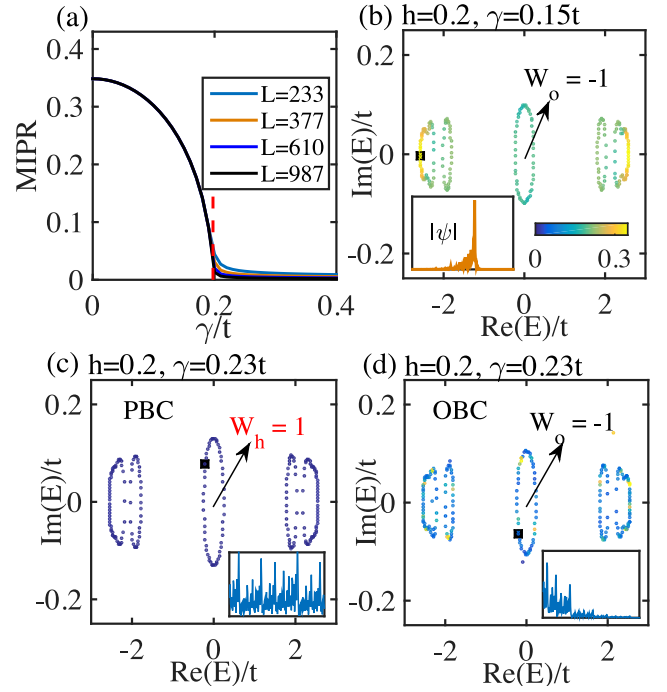 (a)
MIPR
0.4
0.3
0.2
0.1
0
L=233
L=377
L=610
L=987
0 0.2 0.4
γ/t
(b) h=0.2, γ=0.15t
Im(E)/t
0.2
0
-0.2
W_o = -1
|ψ|
0 0.3
-2 0 2
Re(E)/t
(c) h=0.2, γ=0.23t
Im(E)/t
0.2
0
-0.2
PBC
W_h = 1
-2 0 2
Re(E)/t
(d) h=0.2, γ=0.23t
Im(E)/t
0.2
0
-0.2
OBC
W_o = -1
-2 0 2
Re(E)/t